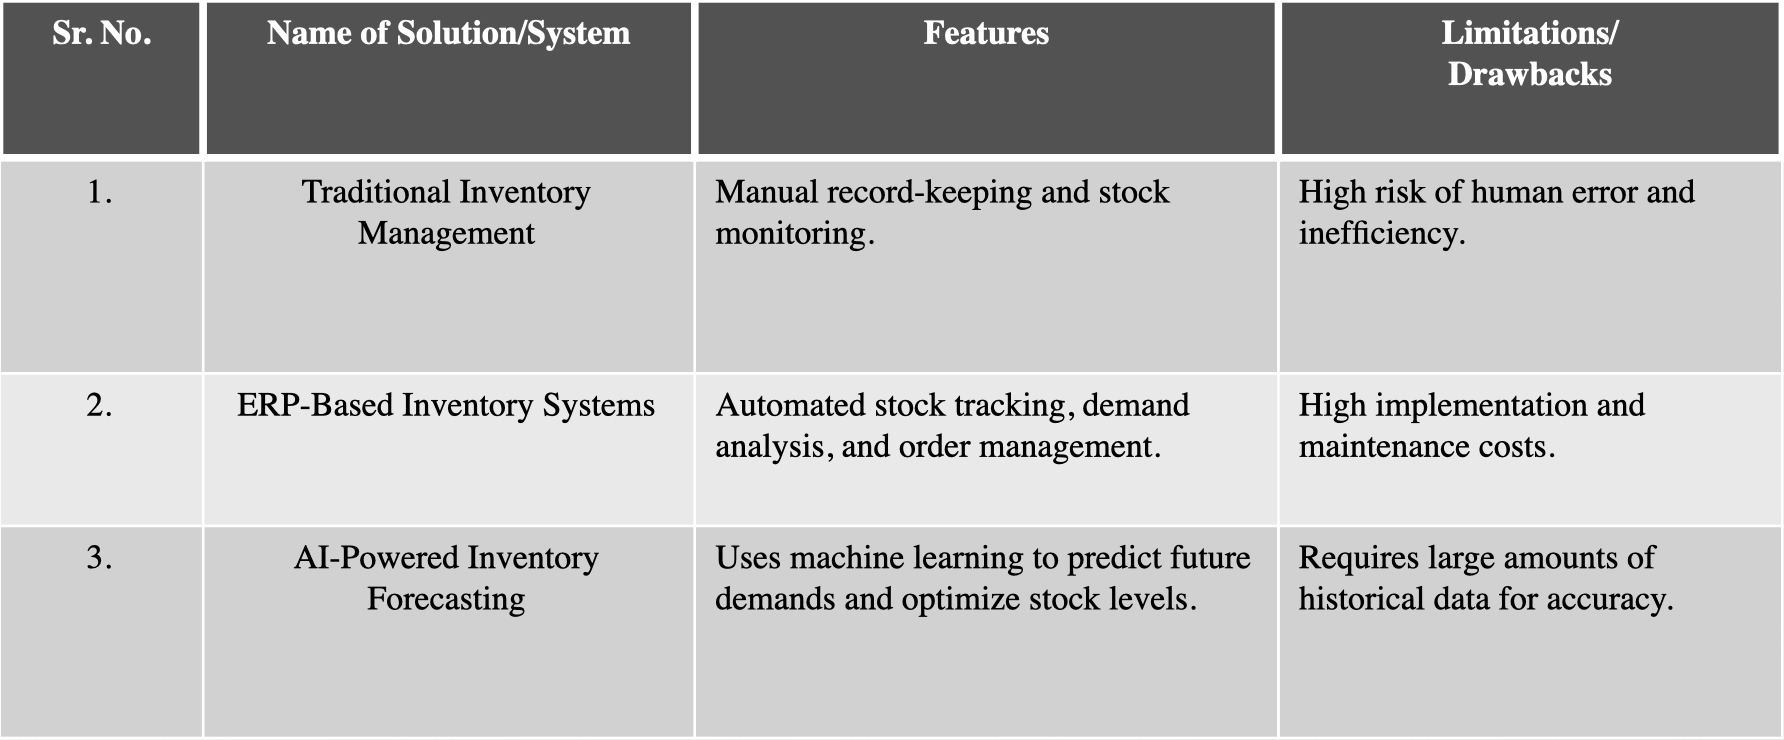 Sr. No.
Name of Solution/System
Features
Limitations/
Drawbacks
1.
Traditional Inventory
Management
Manual record-keeping and stock
monitoring.
High risk of human error and
inefficiency.
2.
ERP-Based Inventory Systems
Automated stock tracking, demand
analysis, and order management.
High implementation and
maintenance costs.
3.
AI-Powered Inventory
Forecasting
Uses machine learning to predict future
demands and optimize stock levels.
Requires large amounts of
historical data for accuracy.